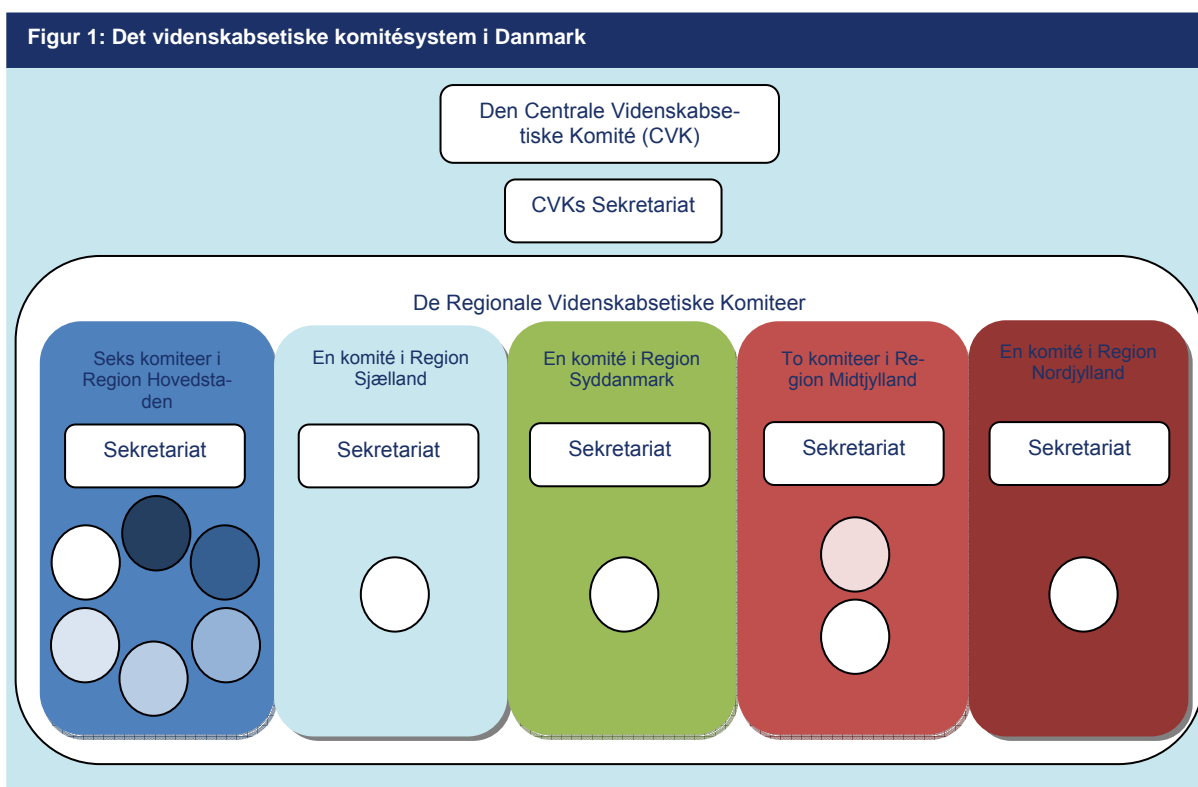 Figur 1: Det videnskabsetiske komitésystem i Danmark
Den Centrale Videnskabse-
tiske Komité (CVK)
CVKs Sekretariat
De Regionale Videnskabsetiske Komiteer
Seks komiteer i
Region Hovedsta-
den
Sekretariat
En komité i Region
Sjælland
Sekretariat
En komité i Region
Syddanmark
Sekretariat
To komiteer i Re-
gion Midtjylland
Sekretariat
En komité i Region
Nordjylland
Sekretariat